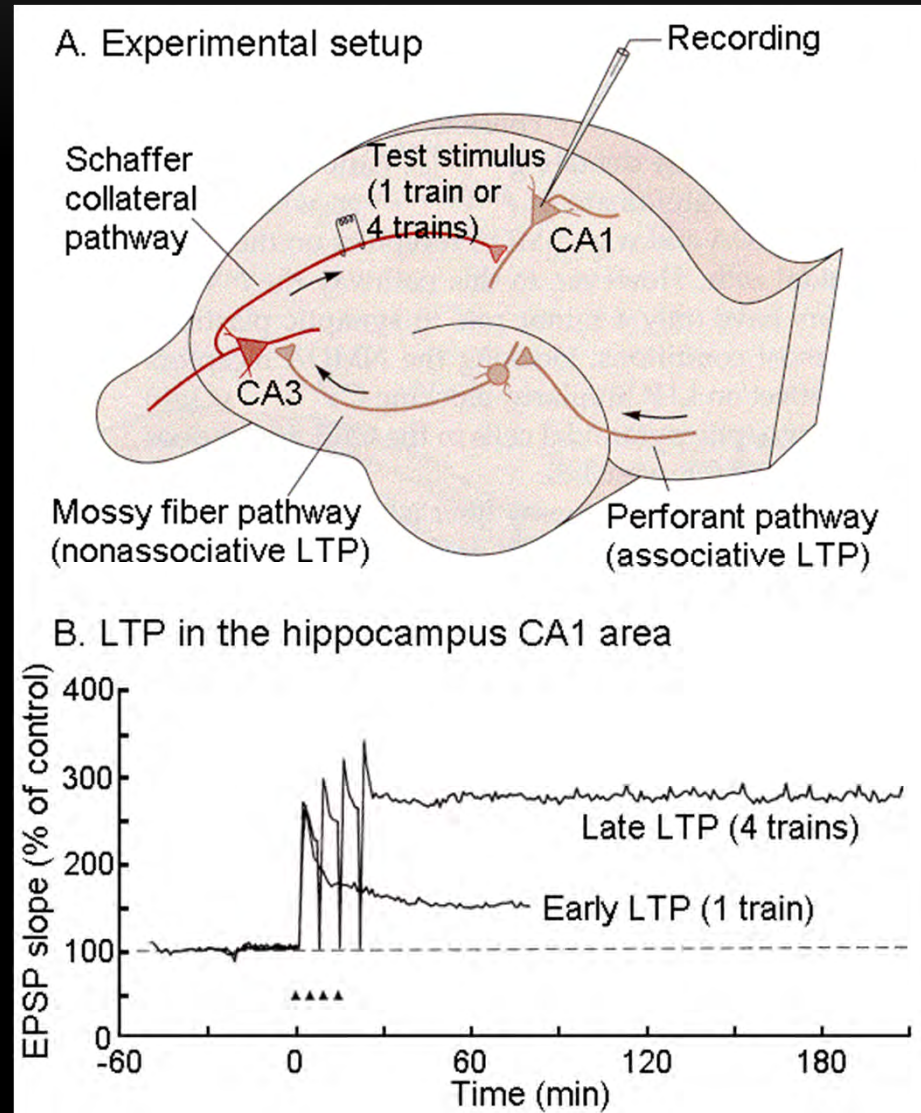 A. Experimental setup
Recording
Schaffer
collateral
pathway
Test stimulus
(1 train or
4 trains)
CA1
CA3
Mossy fiber pathway
(nonassociative LTP)
Perforant pathway
(associative LTP)
B. LTP in the hippocampus CA1 area
EPSP slope (% of control)
400
300
200
100
0
Late LTP (4 trains)
Early LTP (1 train)
-60
0
60
120
180
Time (min)